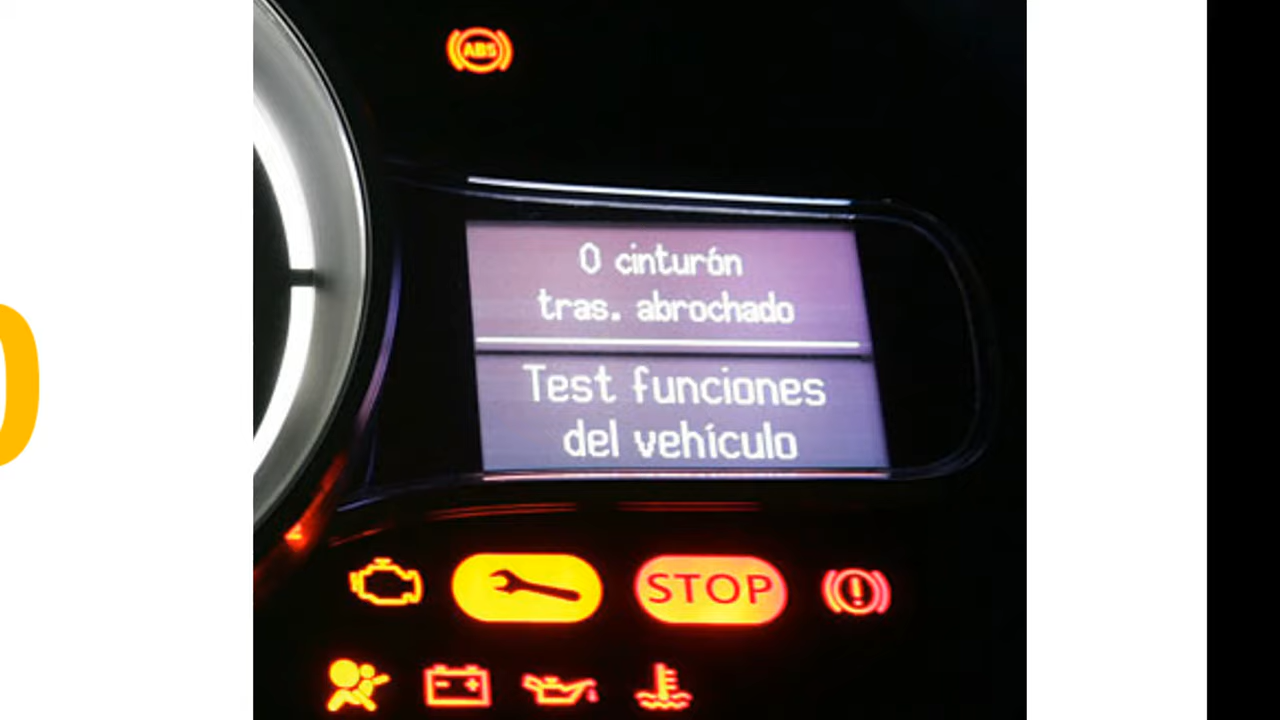 ABS
0 cinturón
tras. abrochado
Test funciones
del vehículo
STOP